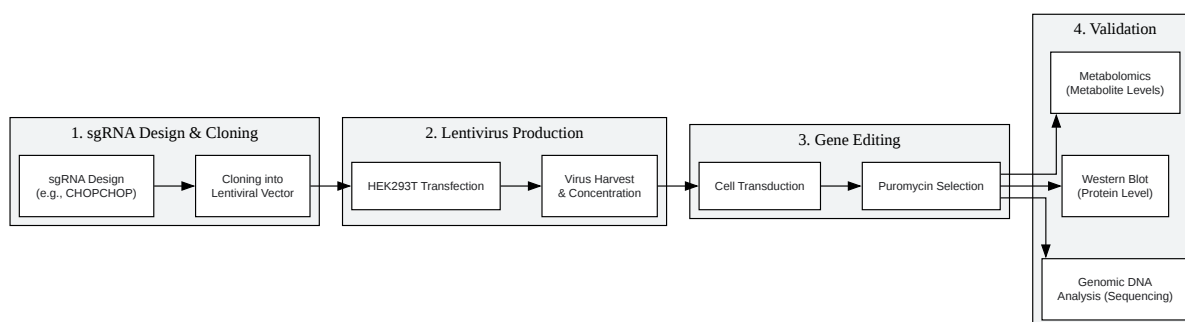 1. sgRNA Design & Cloning
sgRNA Design
(e.g., CHOPCHOP)
Cloning into
Lentiviral Vector
2. Lentivirus Production
HEK293T Transfection
Virus Harvest
& Concentration
3. Gene Editing
Cell Transduction
Puromycin Selection
4. Validation
Metabolomics
(Metabolite Levels)
Western Blot
(Protein Level)
Genomic DNA
Analysis (Sequencing)